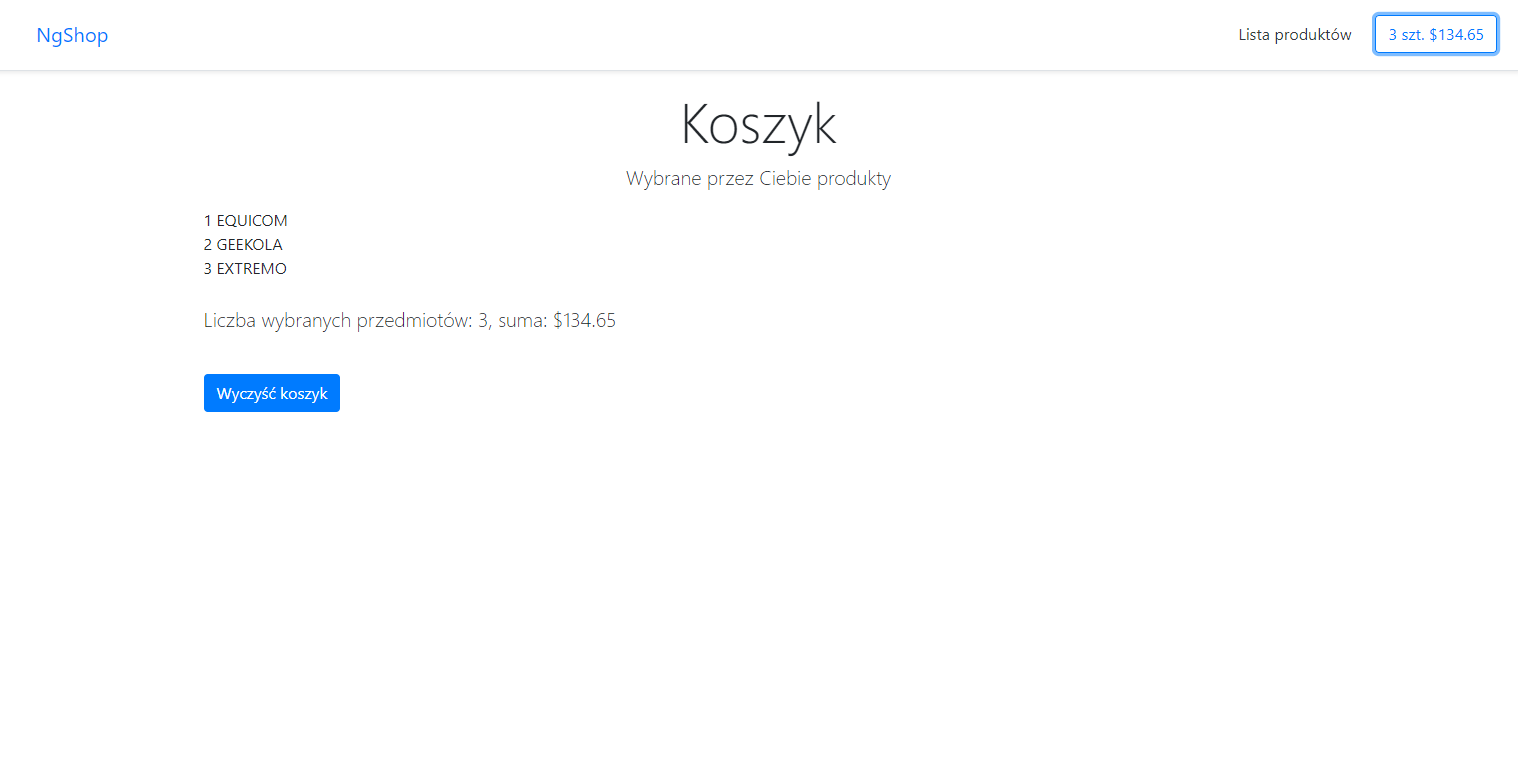 NgShop
Lista produktów
3 szt. $134.65
Koszyk
Wybrane przez Ciebie produkty
1 EQUICOM
2 GEEKOLA
3 EXTREMO
Liczba wybranych przedmiotów: 3, suma: $134.65
Wyczyść koszyk